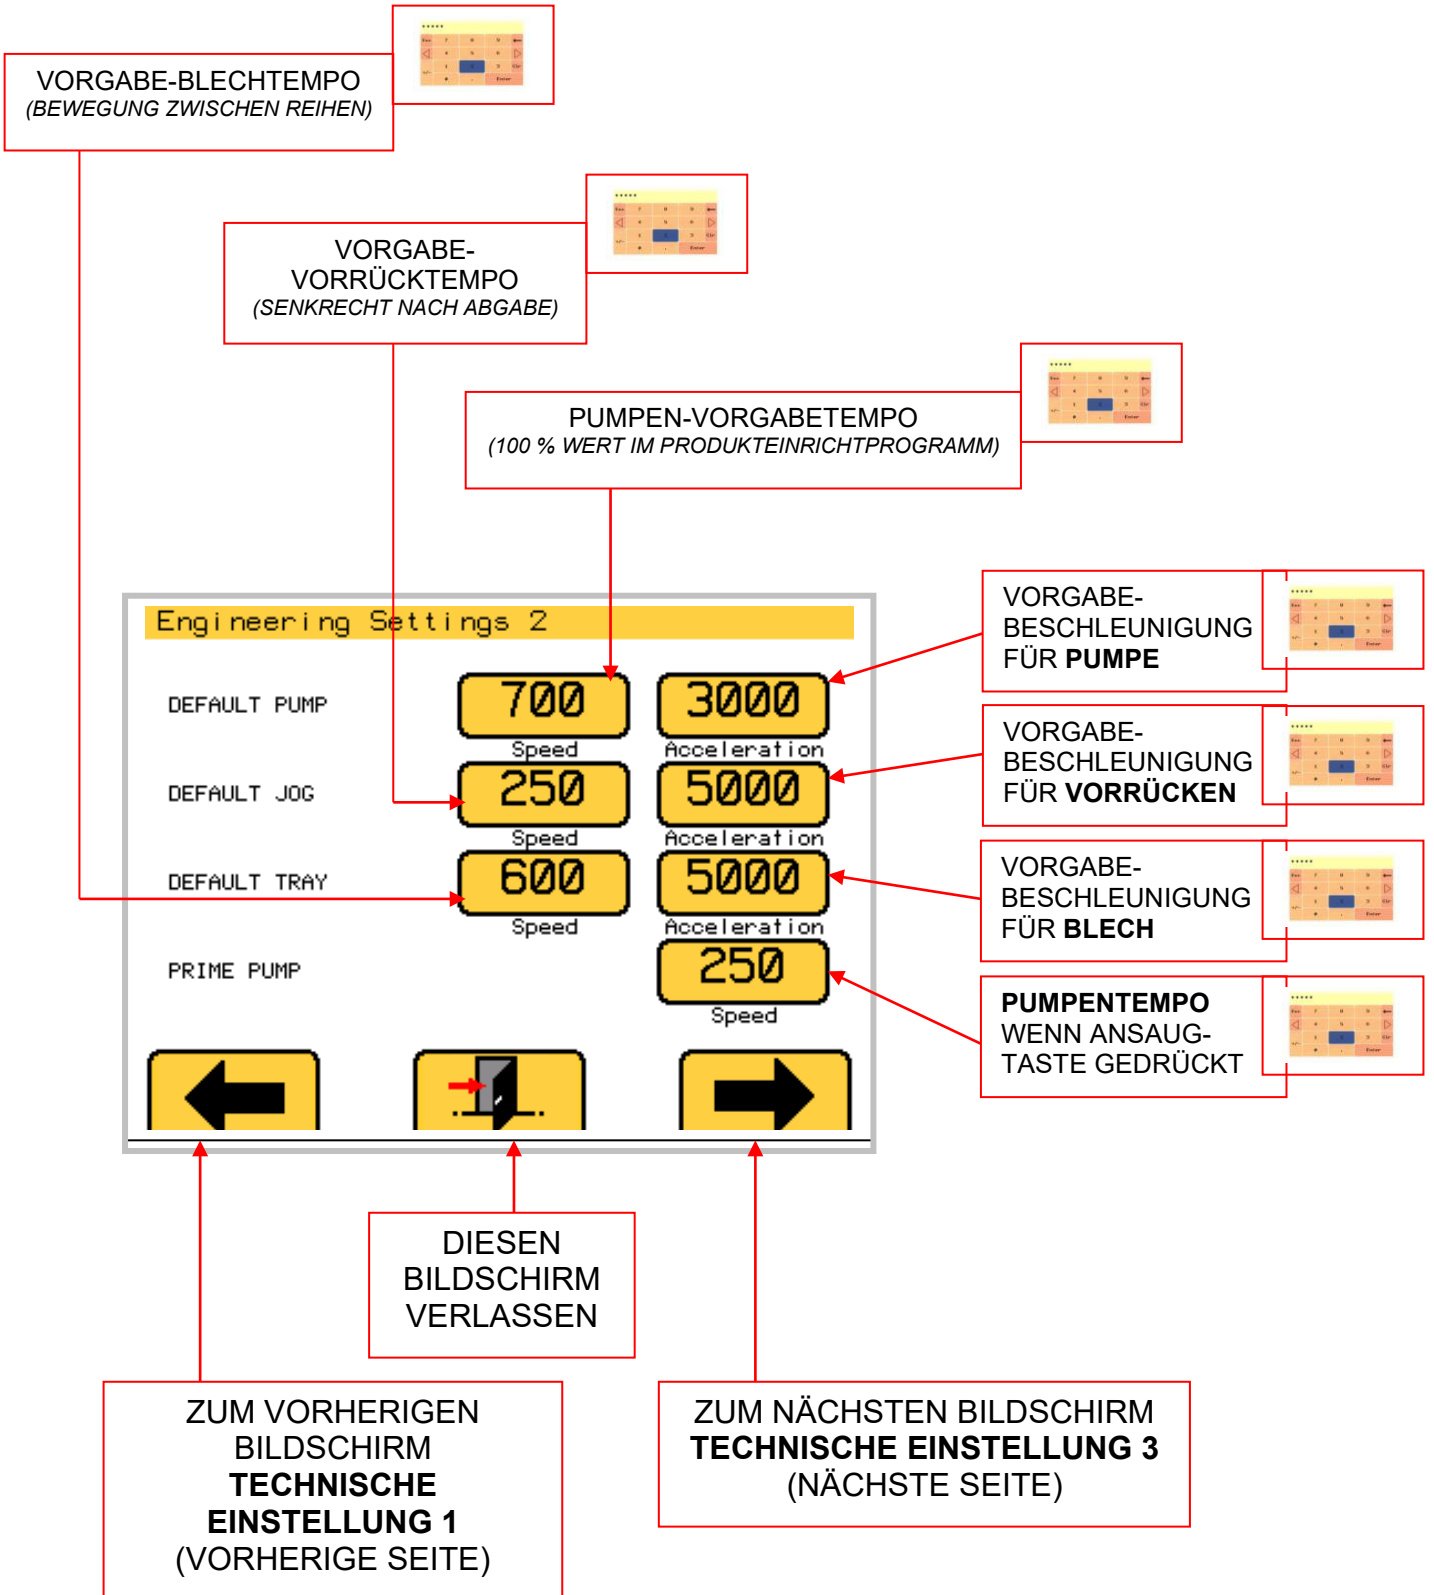 VORGABE-BLECHTEMPO
(BEWEGUNG ZWISCHEN REIHEN)
VORGABE-
VORRÜCKTEMPO
(SENKRECHT NACH ABGABE)
PUMPEN-VORGABETEMPO
(100 % WERT IM PRODUKTEINRICHTPROGRAMM)
Engineering Settings 2
DEFAULT PUMP
700
Speed
3000
Acceleration
DEFAULT JOG
250
Speed
5000
Acceleration
DEFAULT TRAY
600
Speed
5000
Acceleration
PRIME PUMP
250
Speed
VORGABE-
BESCHLEUNIGUNG
FÜR PUMPE
VORGABE-
BESCHLEUNIGUNG
FÜR VORRÜCKEN
VORGABE-
BESCHLEUNIGUNG
FÜR BLECH
PUMPENTEMPO
WENN ANSAUG-
TASTE GEDRÜCKT
DIESEN
BILDSCHIRM
VERLASSEN
ZUM VORHERIGEN
BILDSCHIRM
TECHNISCHE
EINSTELLUNG 1
(VORHERIGE SEITE)
ZUM NÄCHSTEN BILDSCHIRM
TECHNISCHE EINSTELLUNG 3
(NÄCHSTE SEITE)